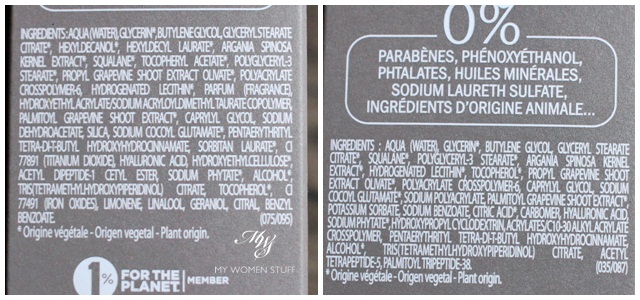 INGREDIENTS: AQUA (WATER), GLYCERIN*, BUTYLENE GLYCOL, GLYCERYL STEARATE
CITRATE*, HEXYLDECANOL*, HEXYLDECYL LAURATE*, ARGANIA SPINOSA
KERNEL EXTRACT*, SQUALANE*, TOCOPHERYL ACETATE*, POLYGLYCERYL-3
STEARATE*, PROPYL GRAPEVINE SHOOT EXTRACT OLIVATE*, POLYACRYLATE
CROSSPOLYMER-6, HYDROGENATED LECITHIN*, PARFUM (FRAGRANCE),
HYDROXYETHYL ACRYLATE/SODIUM ACRYLOYLDIMETHYL TAURATE COPOLYMER,
PALMITOYL GRAPEVINE SHOOT EXTRACT*, CAPRYLYL GLYCOL, SODIUM
DEHYDROACETATE, SILICA, SODIUM COCOYL GLUTAMATE*, PENTAERYTHRITYL
TETRA-DI-T-BUTYL HYDROXYHYDROCINNAMATE, SORBITAN LAURATE*, CI
77891 (TITANIUM DIOXIDE), HYALURONIC ACID, HYDROXYETHYLCELLULOSE*,
ACETYL DIPEPTIDE-1 CETYL ESTER, SODIUM PHYTATE*, ALCOHOL*,
TRIS(TETRAMETHYLHYDROXYPIPERIDINOL) CITRATE, TOCOPHEROL*, CI
77491 (IRON OXIDES), LIMONENE, LINALOOL, GERANIOL, CITRAL, BENZYL
BENZOATE. (075/095)
* Origine végétale - Origen vegetal - Plant origin.
1% FOR THE PLANET. MEMBER
MY WOMEN STUFF
0%
PARABÈNES, PHÉNOXYÉTHANOL,
PHTALATES, HUILES MINÉRALES,
SODIUM LAURETH SULFATE,
INGRÉDIENTS D'ORIGINE ANIMALE...
INGREDIENTS : AQUA (WATER), GLYCERIN*, BUTYLENE GLYCOL, GLYCERYL STEARATE
CITRATE*, SQUALANE*, POLYGLYCERYL-3 STEARATE*, ARGANIA SPINOSA KERNEL
EXTRACT*, HYDROGENATED LECITHIN*, TOCOPHEROL*, PROPYL GRAPEVINE SHOOT
EXTRACT OLIVATE*, POLYACRYLATE CROSSPOLYMER-6, CAPRYLYL GLYCOL, SODIUM
COCOYL GLUTAMATE*, SODIUM POLYACRYLATE, PALMITOYL GRAPEVINE SHOOT EXTRACT*,
POTASSIUM SORBATE, SODIUM BENZOATE, CITRIC ACID*, CARBOMER, HYALURONIC ACID,
SODIUM PHYTATE*, HYDROXYPROPYL CYCLODEXTRIN, ACRYLATES/C10-30 ALKYL ACRYLATE
CROSSPOLYMER, PENTAERYTHRITYL TETRA-DI-T-BUTYL HYDROXYHYDROCINNAMATE,
ALCOHOL*, TRIS(TETRAMETHYLHYDROXYPIPERIDINOL) CITRATE, ACETYL
TETRAPEPTIDE-5, PALMITOYL TRIPEPTIDE-38. (035/087)
* Origine végétale - Origen vegetal - Plant origin.